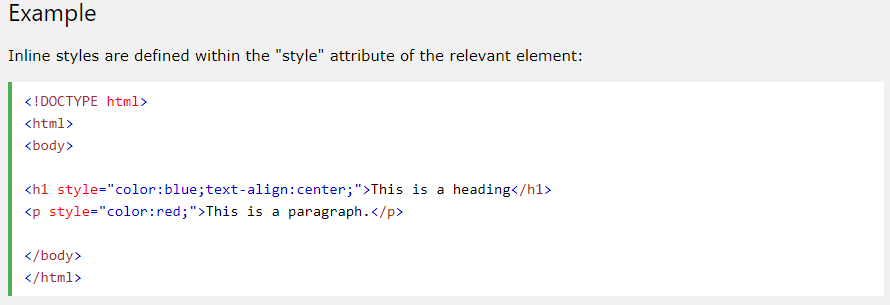 Example
Inline styles are defined within the "style" attribute of the relevant element:
<!DOCTYPE html>
<html>
<body>
<h1 style="color:blue;text-align:center;">This is a heading</h1>
<p style="color:red;">This is a paragraph.</p>
</body>
</html>